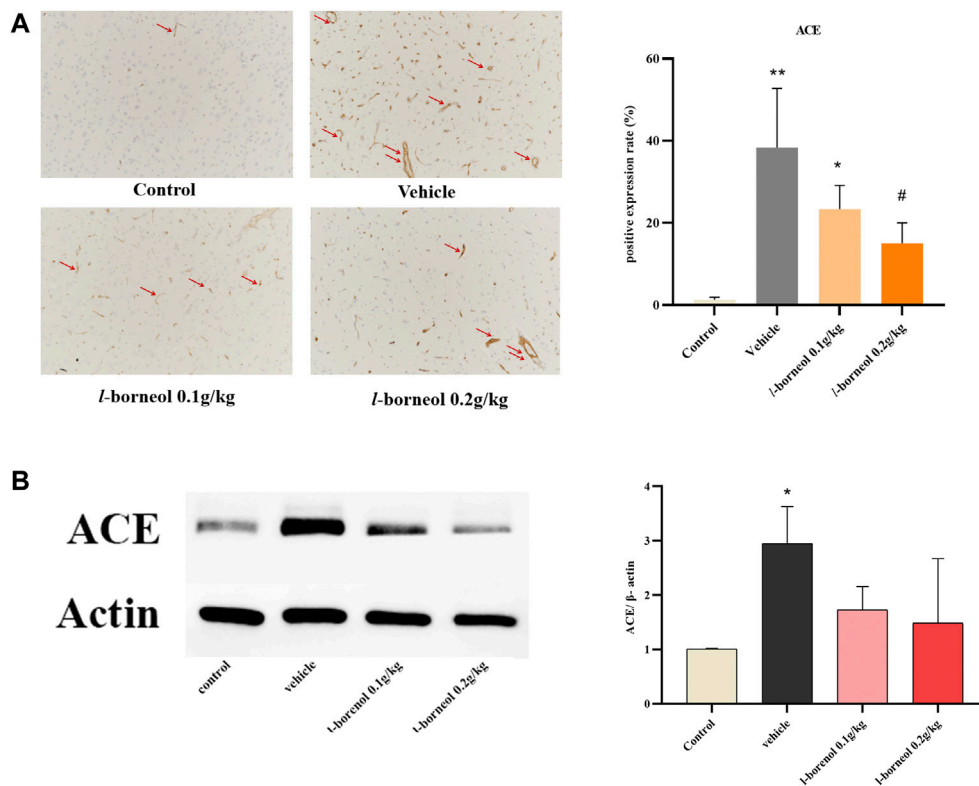 A
Control
Vehicle
l-borneol 0.1g/kg
l-borneol 0.2g/kg
ACE
positive expression rate (%)
60
40
20
0
**
*
#
Control
Vehicle
l-borneol 0.1g/kg
l-borneol 0.2g/kg
B
ACE
Actin
control
vehicle
l-borenol 0.1g/kg
l-borneol 0.2g/kg
ACE/ β- actin
4
3
2
1
0
*
Control
vehicle
l-borenol 0.1g/kg
l-borneol 0.2g/kg